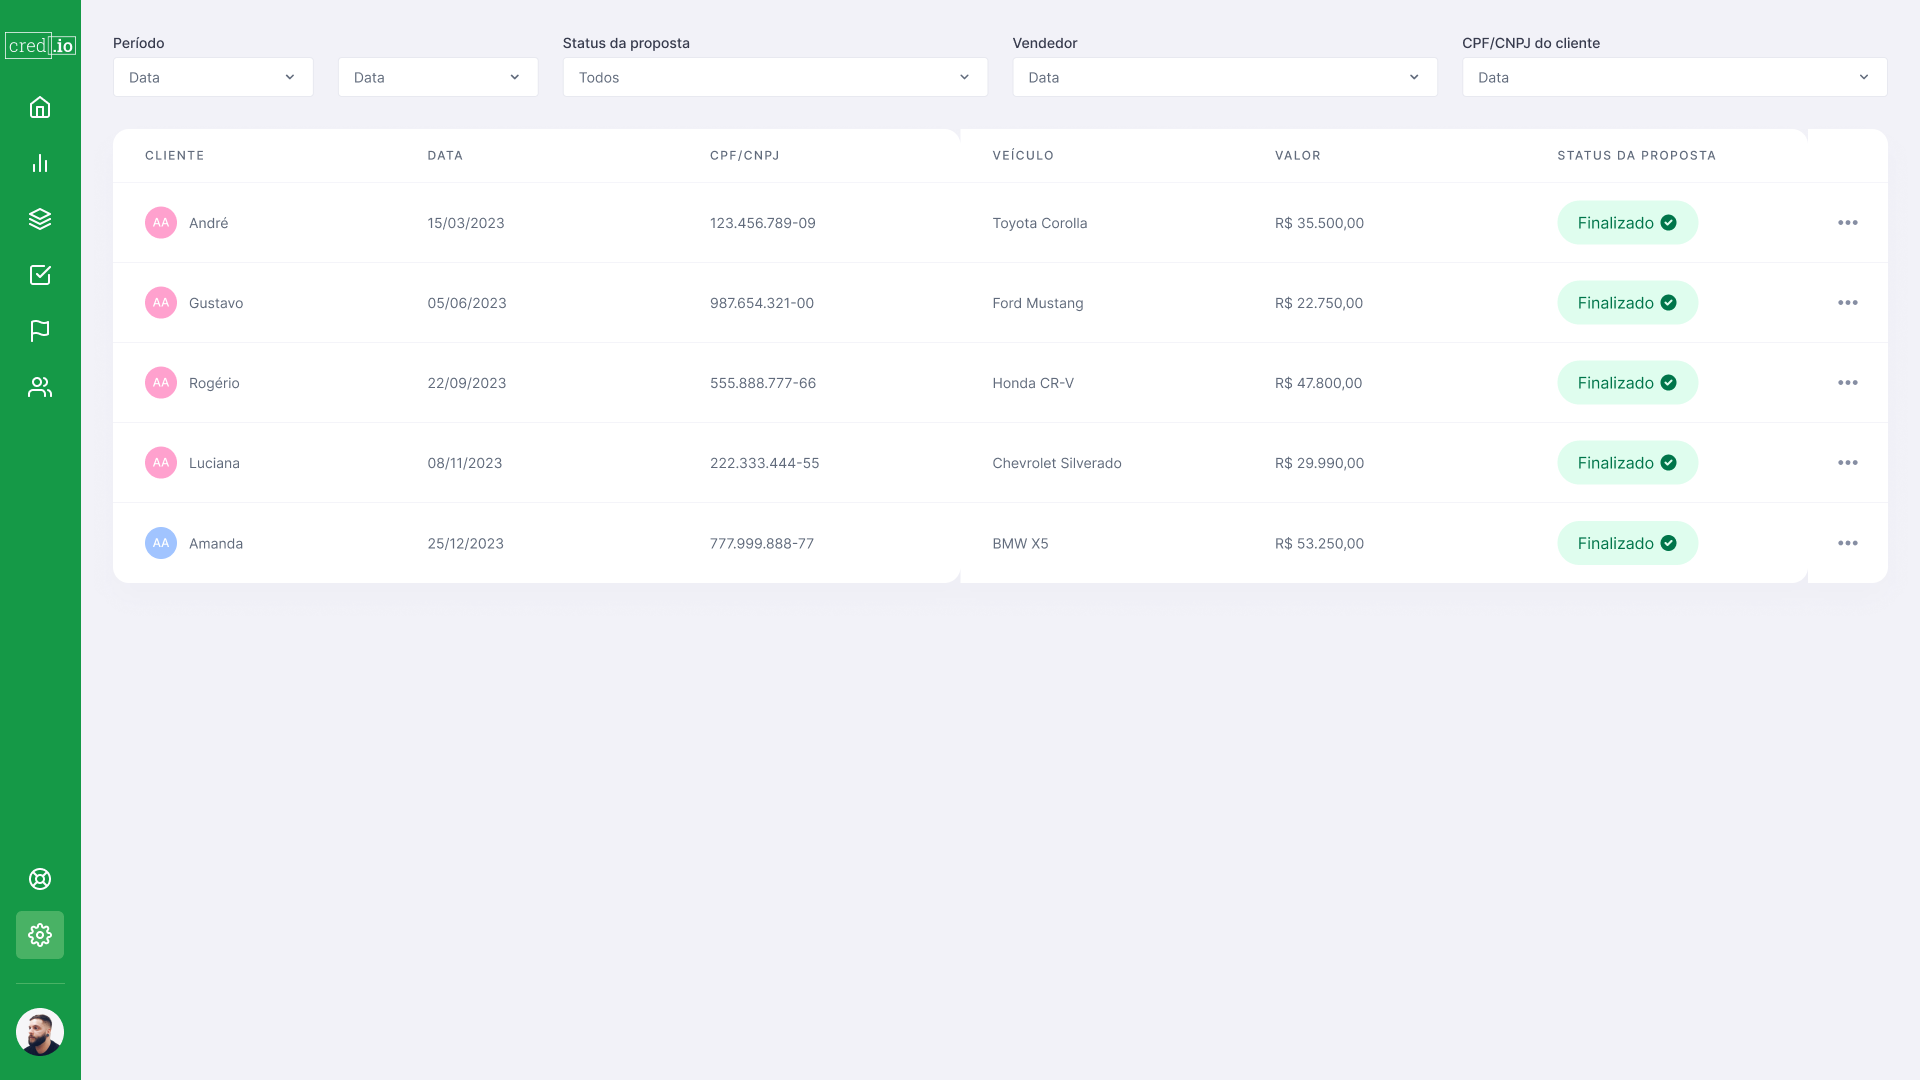 cred.io
Período
Data
Data
Status da proposta
Todos
Vendedor
Data
CPF/CNPJ do cliente
Data
CLIENTE DATA CPF/CNPJ VEÍCULO VALOR STATUS DA PROPOSTA
AA André 15/03/2023 123.456.789-09 Toyota Corolla R$ 35.500,00 Finalizado
AA Gustavo 05/06/2023 987.654.321-00 Ford Mustang R$ 22.750,00 Finalizado
AA Rogério 22/09/2023 555.888.777-66 Honda CR-V R$ 47.800,00 Finalizado
AA Luciana 08/11/2023 222.333.444-55 Chevrolet Silverado R$ 29.990,00 Finalizado
AA Amanda 25/12/2023 777.999.888-77 BMW X5 R$ 53.250,00 Finalizado